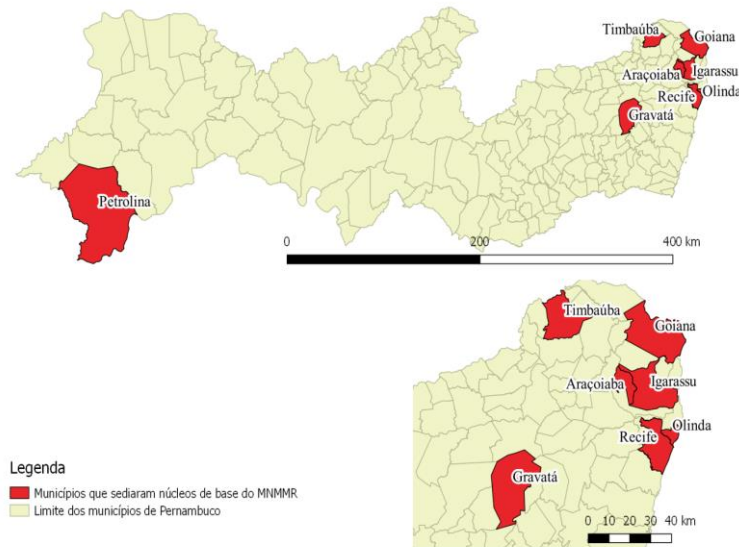 Timbaúba
Goiana
Araçoiaba
Igarassu
Olinda
Recife
Gravatá
Petrolina
0 200 400 km
Timbaúba
Goiana
Araçoiaba
Igarassu
Olinda
Recife
Gravatá
Legenda
Municípios que sediaram núcleos de base do MNMMR
Limite dos municípios de Pernambuco
0 10 20 30 40 km